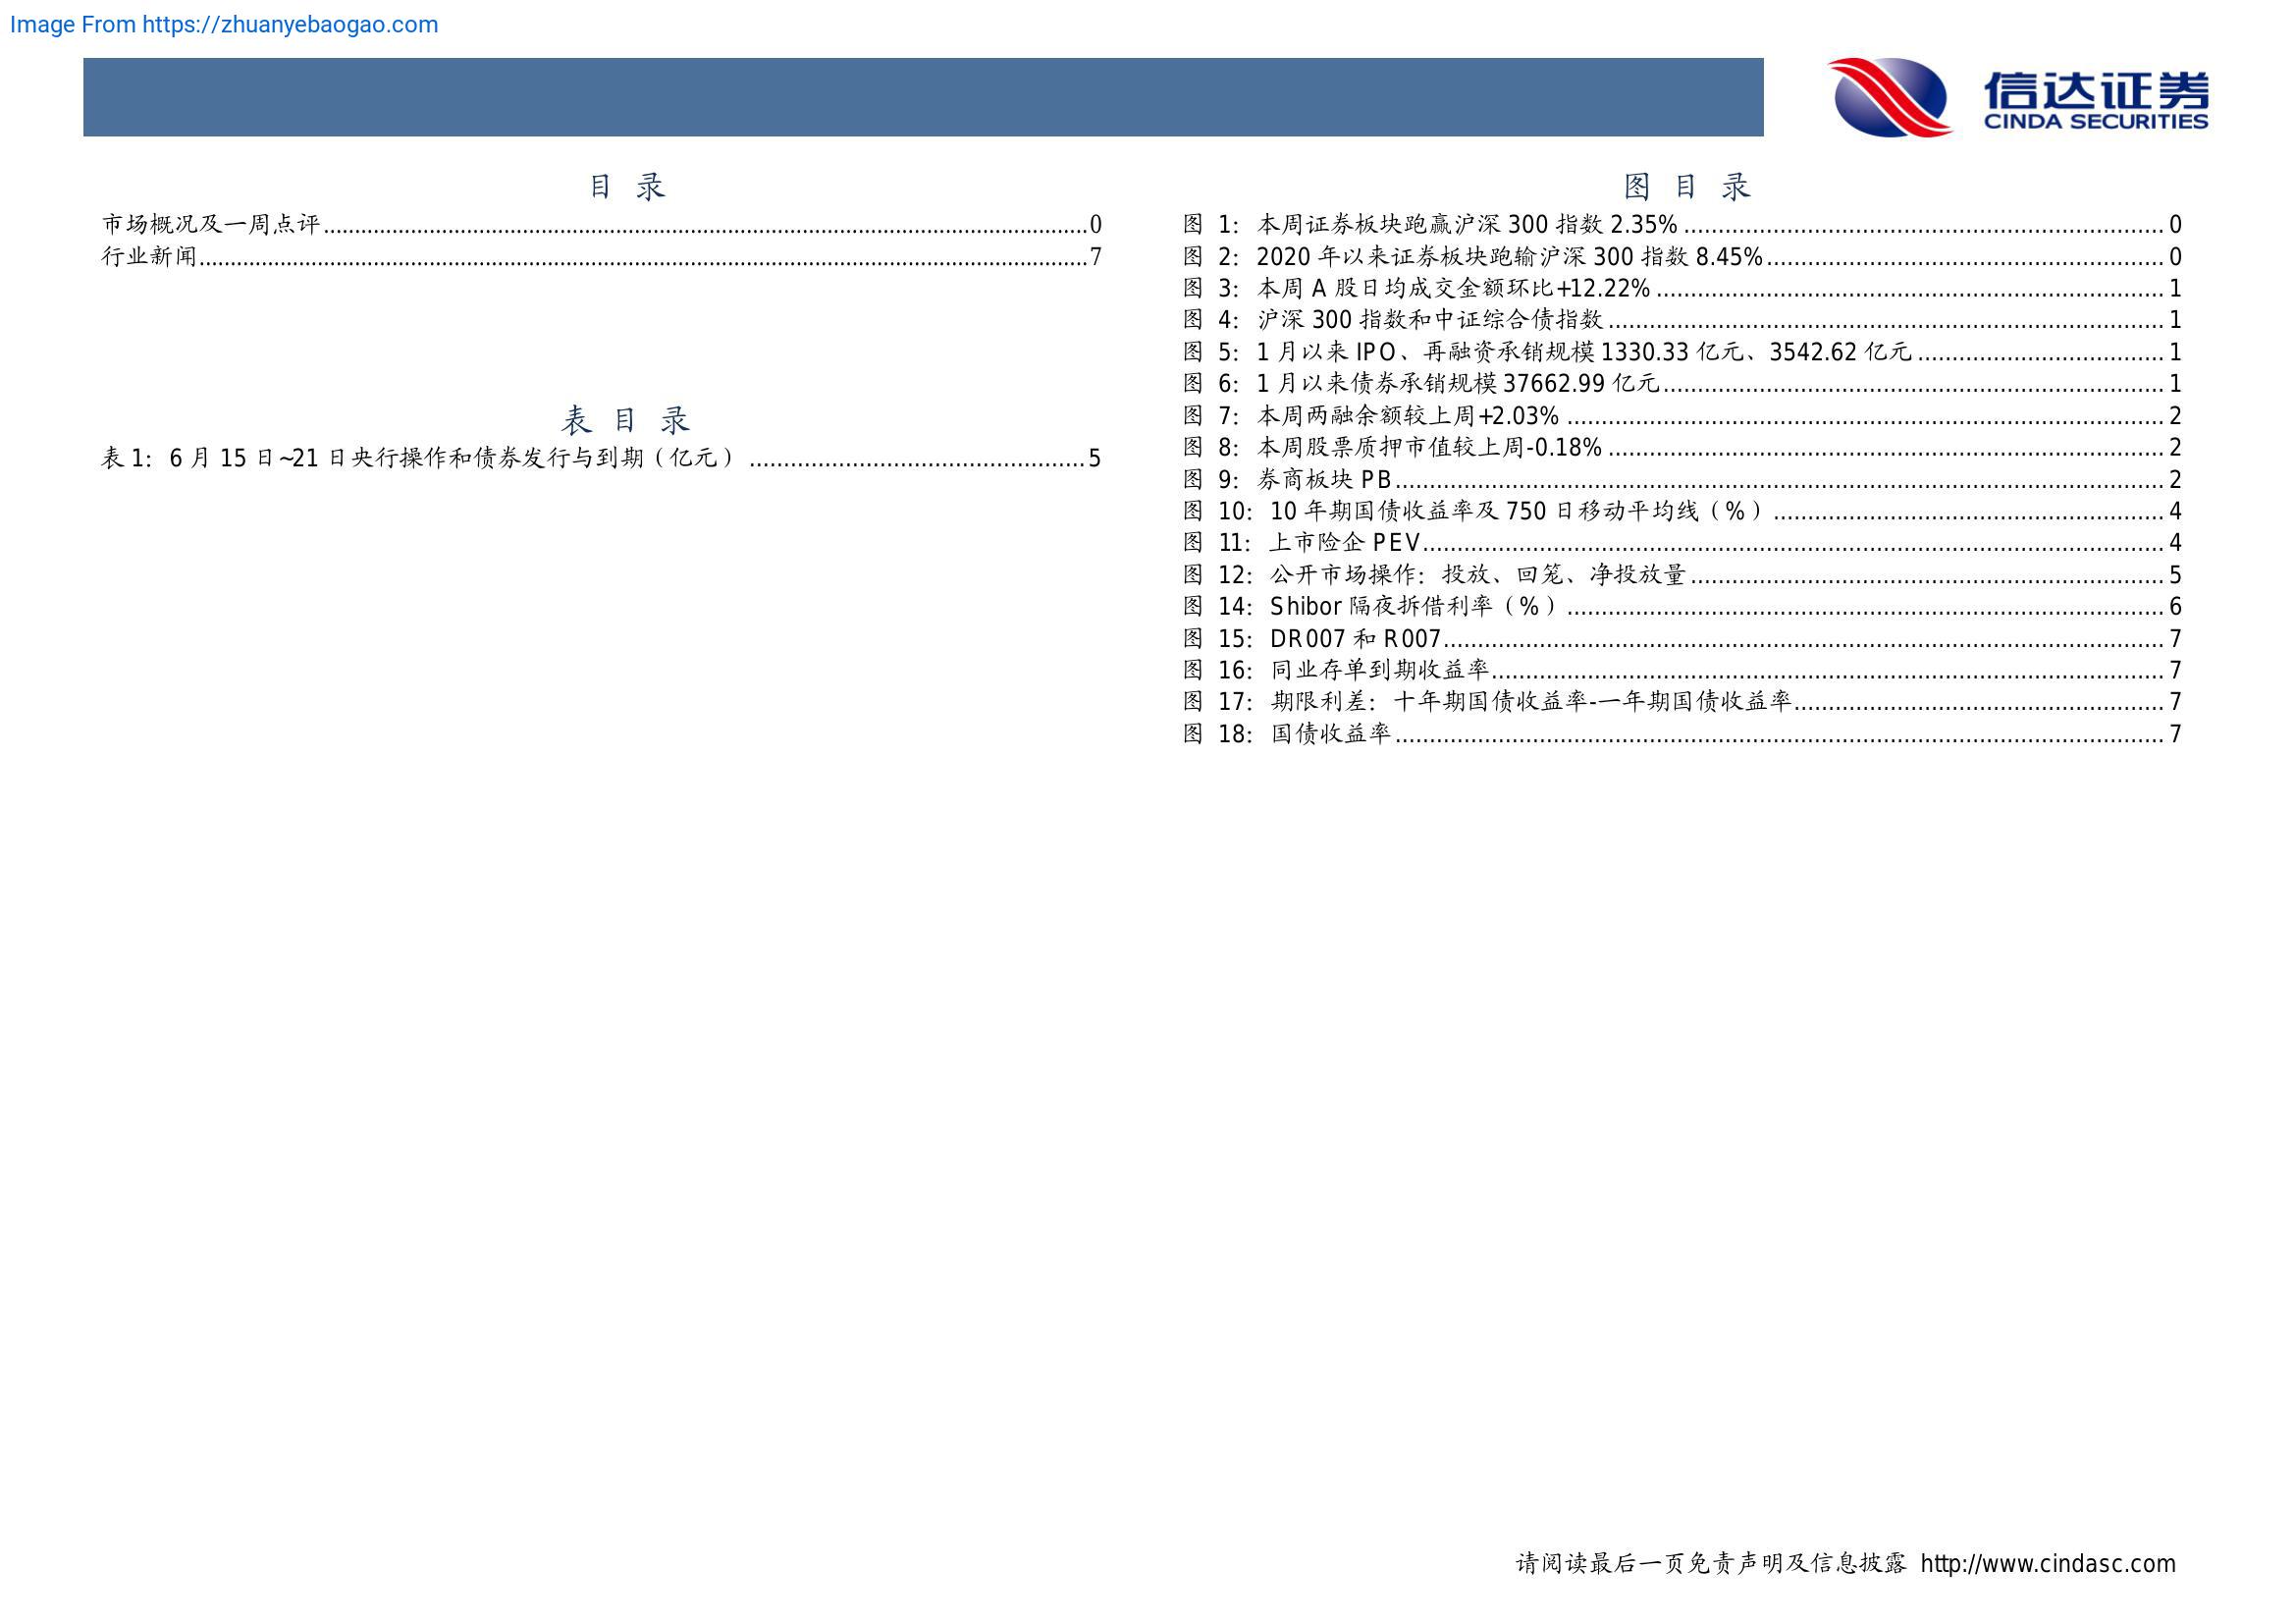 Image From https://zhuanyebaogao.com
信达证券
CINDA SECURITIES
目 录
市场概况及一周点评........................................0
行业新闻........................................7
表 目 录
表 1：6 月 15 日~21 日央行操作和债券发行与到期（亿元）........................................5
图 目 录
图 1：本周证券板块跑赢沪深 300 指数 2.35%........................................0
图 2：2020 年以来证券板块跑输沪深 300 指数 8.45%........................................0
图 3：本周 A 股日均成交金额环比+12.22%........................................1
图 4：沪深 300 指数和中证综合债指数........................................1
图 5：1 月以来 IPO、再融资承销规模 1330.33 亿元、3542.62 亿元........................................1
图 6：1 月以来债券承销规模 37662.99 亿元........................................1
图 7：本周两融余额较上周+2.03%........................................2
图 8：本周股票质押市值较上周-0.18%........................................2
图 9：券商板块 PB........................................2
图 10：10 年期国债收益率及 750 日移动平均线（%）........................................4
图 11：上市险企 PEV........................................4
图 12：公开市场操作：投放、回笼、净投放量........................................5
图 14：Shibor 隔夜拆借利率（%）........................................6
图 15：DR007 和 R007........................................7
图 16：同业存单到期收益率........................................7
图 17：期限利差：十年期国债收益率-一年期国债收益率........................................7
图 18：国债收益率........................................7
请阅读最后一页免责声明及信息披露 http://www.cindasc.com